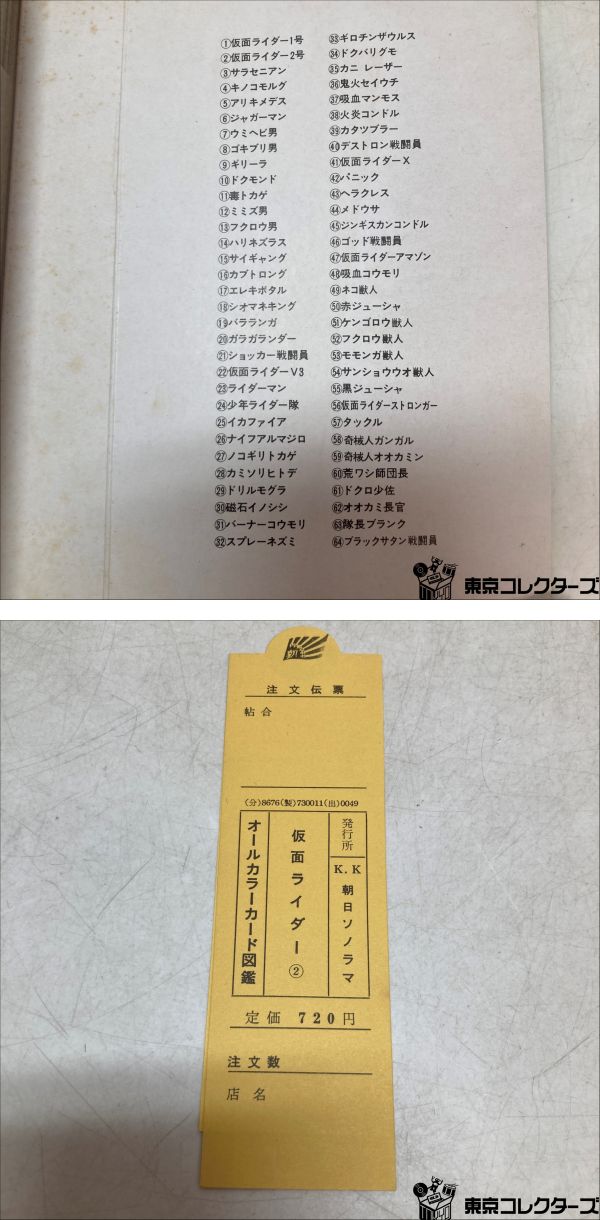 ①仮面ライダー1号
②仮面ライダー2号
③サラセニアン
④キノコモルグ
⑤アリキメデス
⑥ジャガーマン
⑦ウミヘビ男
⑧ゴキブリ男
⑨ギリーラ
⑩ドクモンド
⑪毒トカゲ
⑫ミミズ男
⑬フクロウ男
⑭ハリネズラス
⑮サイギャング
⑯カブトロング
⑰エレキボタル
⑱シオマネキング
⑲バラランガ
⑳ガラガランダー
㉑ショッカー戦闘員
㉒仮面ライダーV3
㉓ライダーマン
㉔少年ライダー隊
㉕イカファイア
㉖ナイフアルマジロ
㉗ノコギリトカゲ
㉘カミソリヒトデ
㉙ドリルモグラ
㉚磁石イノシシ
㉛バーナーコウモリ
㉜スプレーネズミ
㉝ギロチンザウルス
㉞ドクバリグモ
㉟カニ レーザー
㊱鬼火セイウチ
㊲吸血マンモス
㊳火炎コンドル
㊴カタツブラー
㊵デストロン戦闘員
㊶仮面ライダーX
㊷パニック
㊸ヘラクレス
㊹メドウサ
㊺ジンギスカンコンドル
㊻ゴッド戦闘員
㊼仮面ライダーアマゾン
㊽吸血コウモリ
㊾ネコ獣人
㊿赤ジューシャ
51ケンゴロウ獣人
52フクロウ獣人
53モモンガ獣人
54サンショウウオ獣人
55黒ジューシャ
56仮面ライダーストロンガー
57タックル
58奇械人ガンガル
59奇械人オオカミン
60荒ワシ師団長
61ドクロ少佐
62オオカミ長官
63隊長ブランク
64ブラックサタン戦闘員
東京コレクターズ
注文伝票
帖合
(分)8676(製)730011(出)0049
発行所
K.K 朝日ソノラマ
仮面ライダー②
オールカラーカード図鑑
定価 720円
注文数
店名
東京コレクターズ